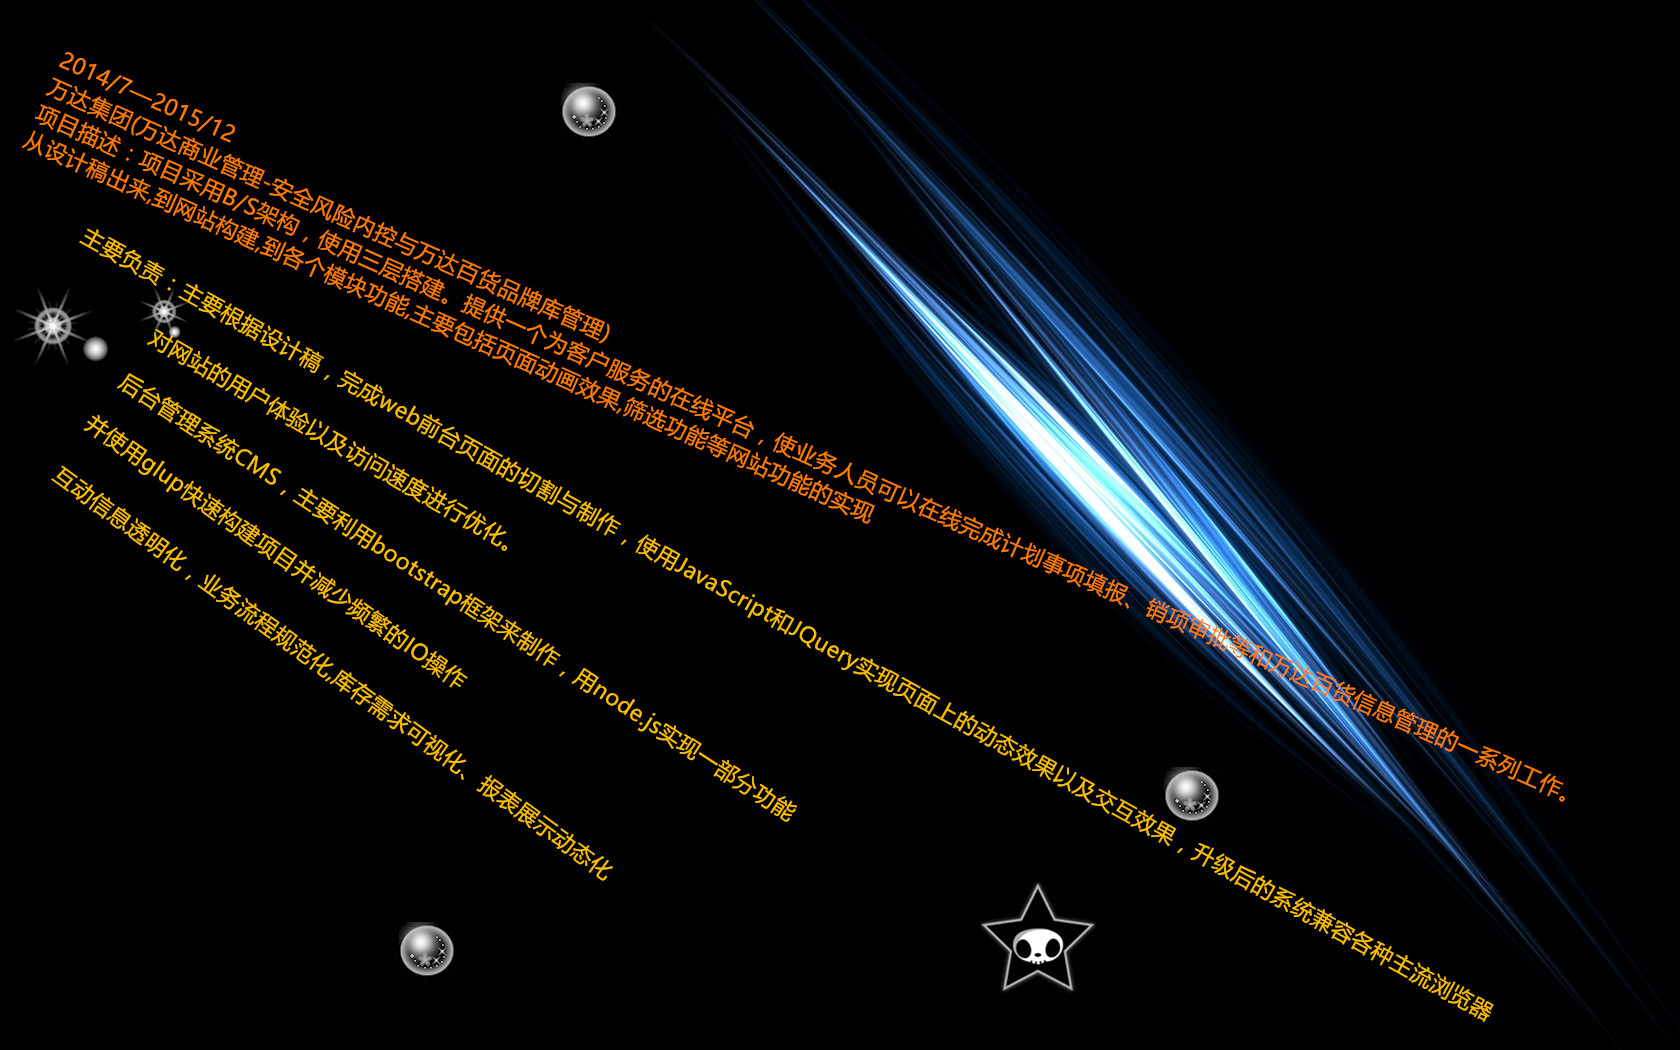 2014/7—2015/12
万达集团(万达商业管理-安全风险内控与万达百货品牌库管理)
项目描述：项目采用B/S架构，使用三层搭建。提供一个为客户服务的在线平台，使业务人员可以在线完成计划事项填报、销项审批等和万达百货信息管理的一系列工作。
从设计稿出来,到网站构建,到各个模块功能,主要包括页面动画效果,筛选功能等网站功能的实现
主要负责：主要根据设计稿，完成web前台页面的切割与制作，使用JavaScript和JQuery实现页面上的动态效果以及交互效果，升级后的系统兼容各种主流浏览器
对网站的用户体验以及访问速度进行优化。
后台管理系统CMS，主要利用bootstrap框架来制作，用node.js实现一部分功能
并使用glup快速构建项目并减少频繁的IO操作
互动信息透明化，业务流程规范化,库存需求可视化、报表展示动态化